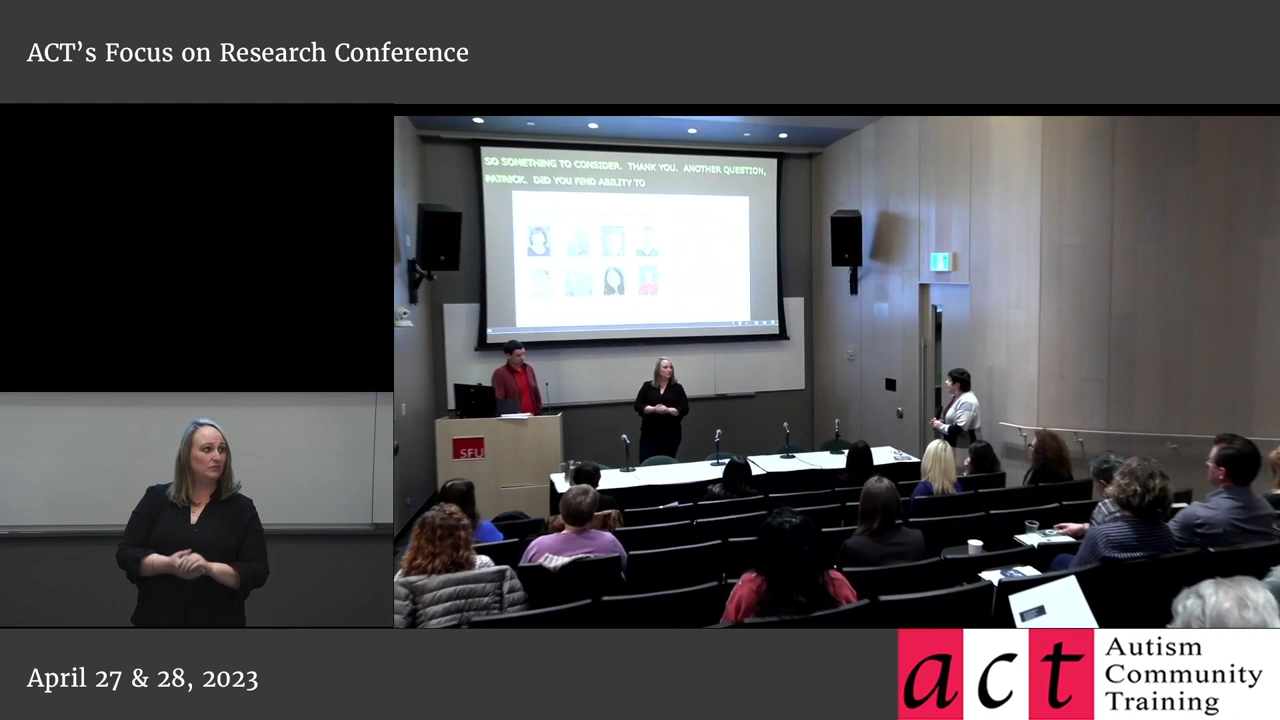 ACT’s Focus on Research Conference
SO SOMETHING TO CONSIDER. THANK YOU. ANOTHER QUESTION,
PATRICK. DID YOU FIND ABILITY TO
SFU
April 27 & 28, 2023
act
Autism
Community
Training